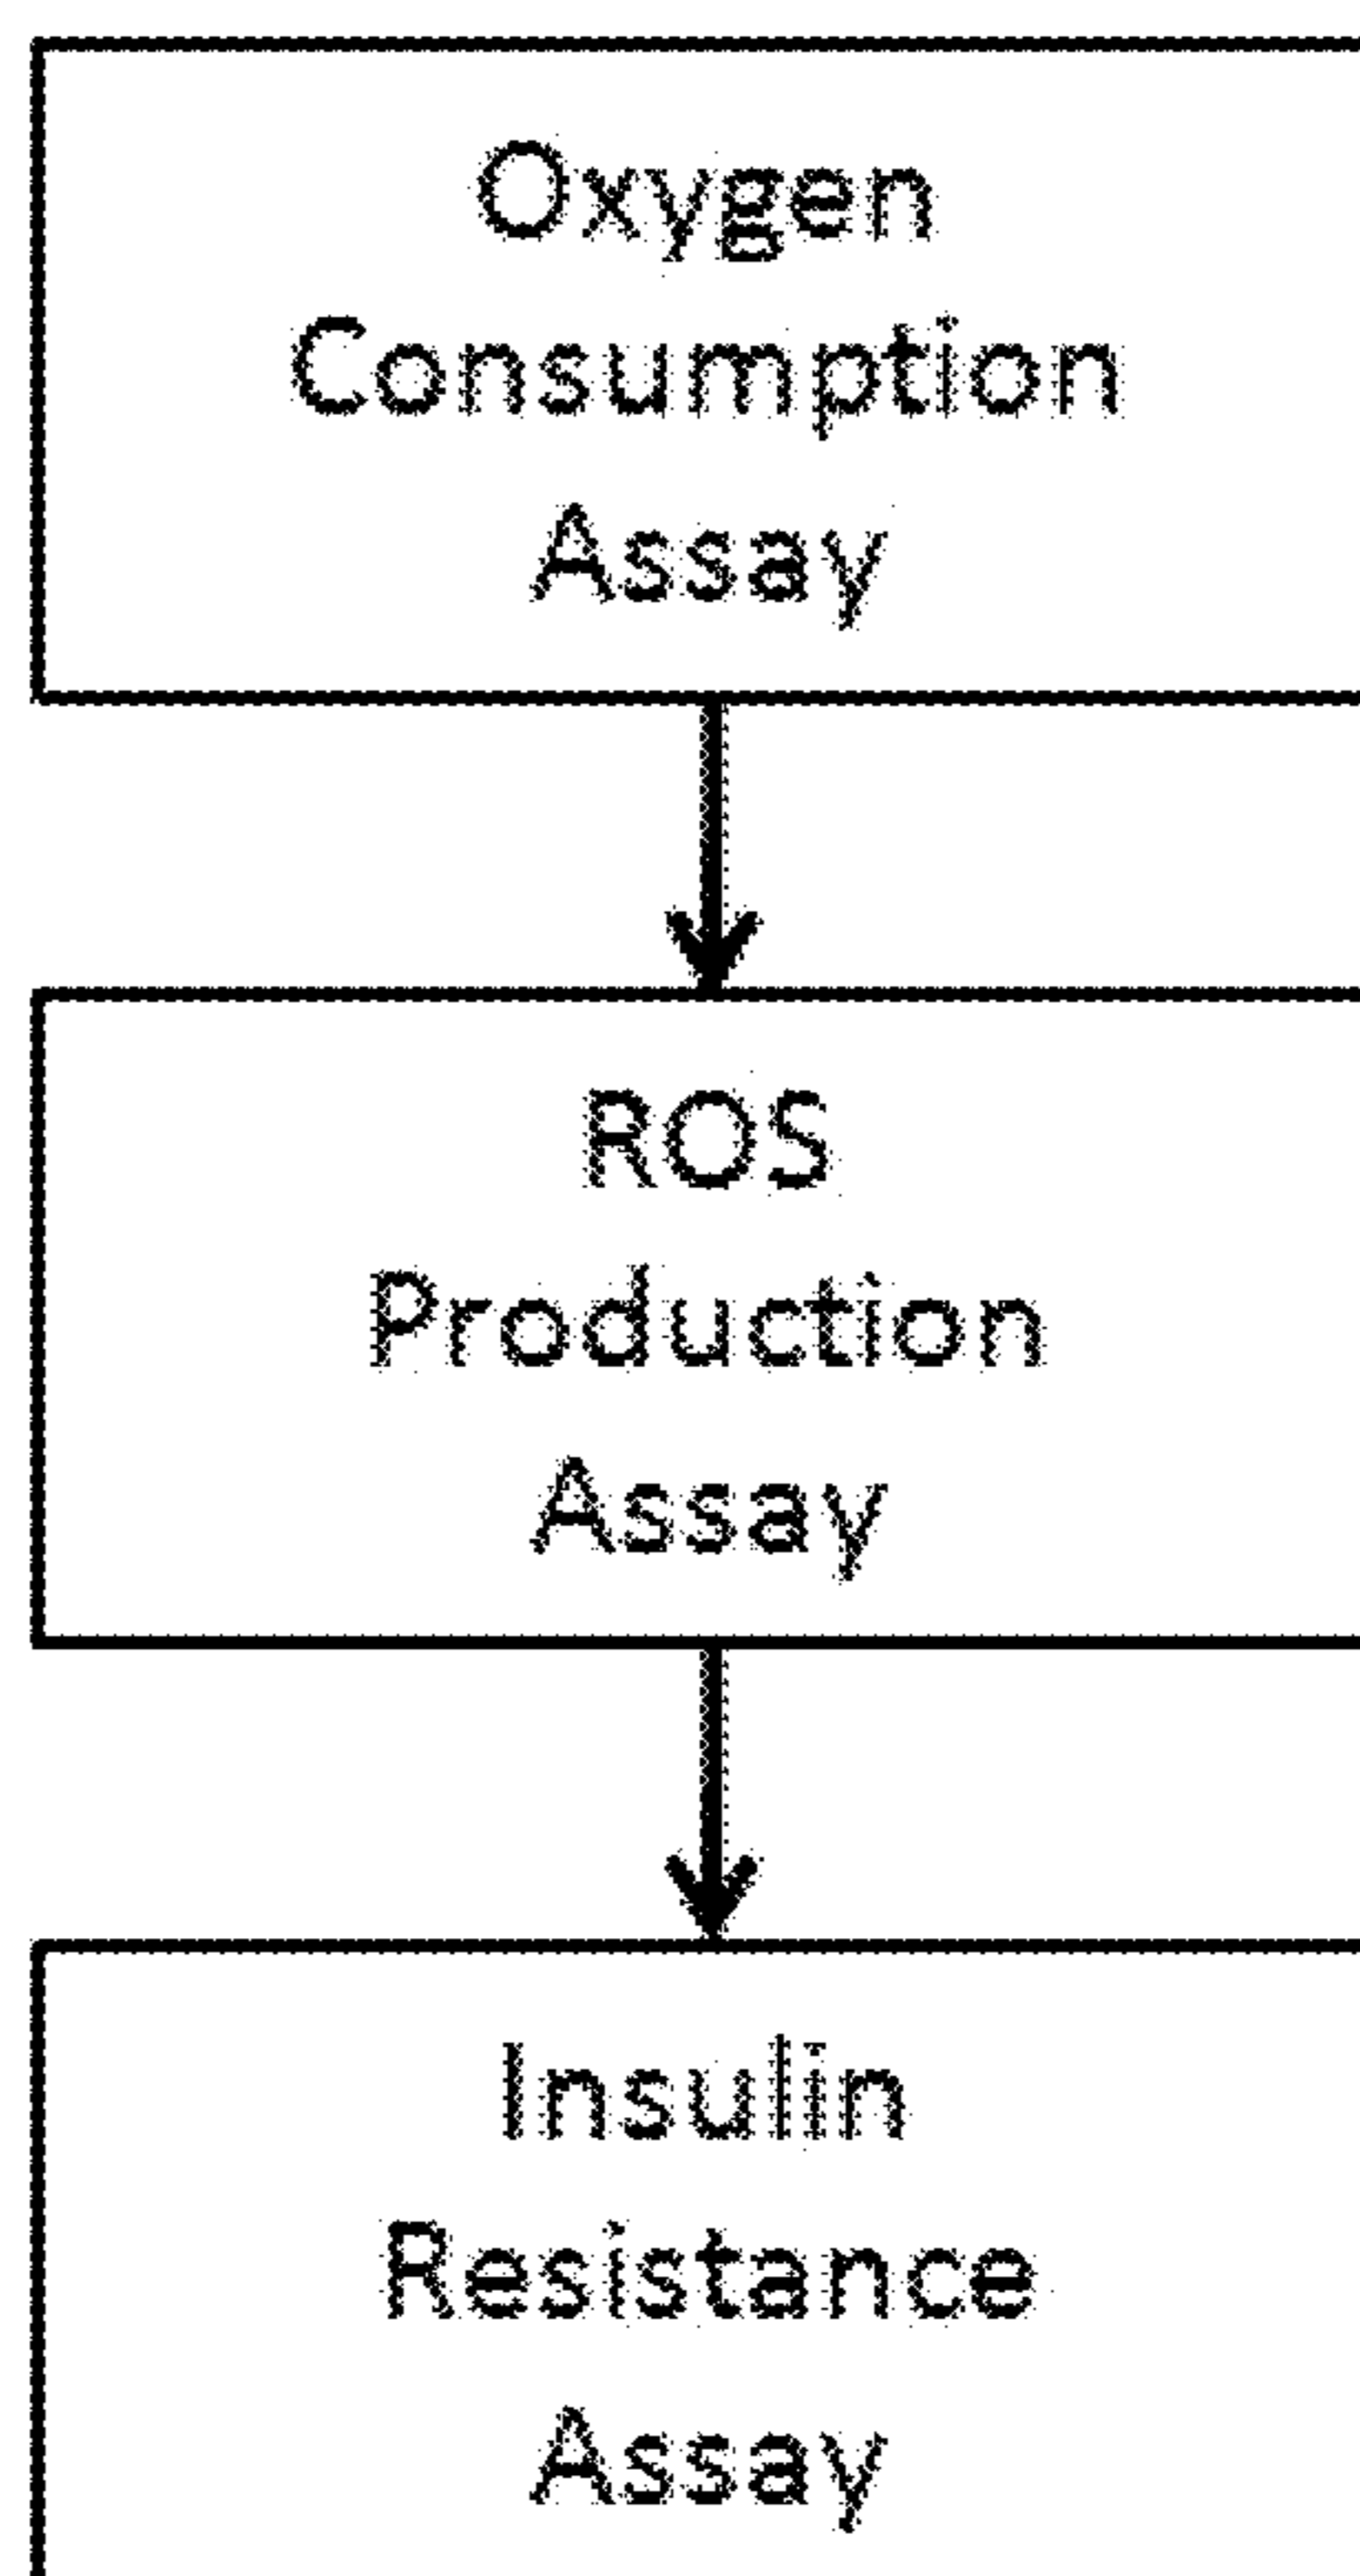 Oxygen
Consumption
Assay
ROS
Production
Assay
Insulin
Resistance
Assay